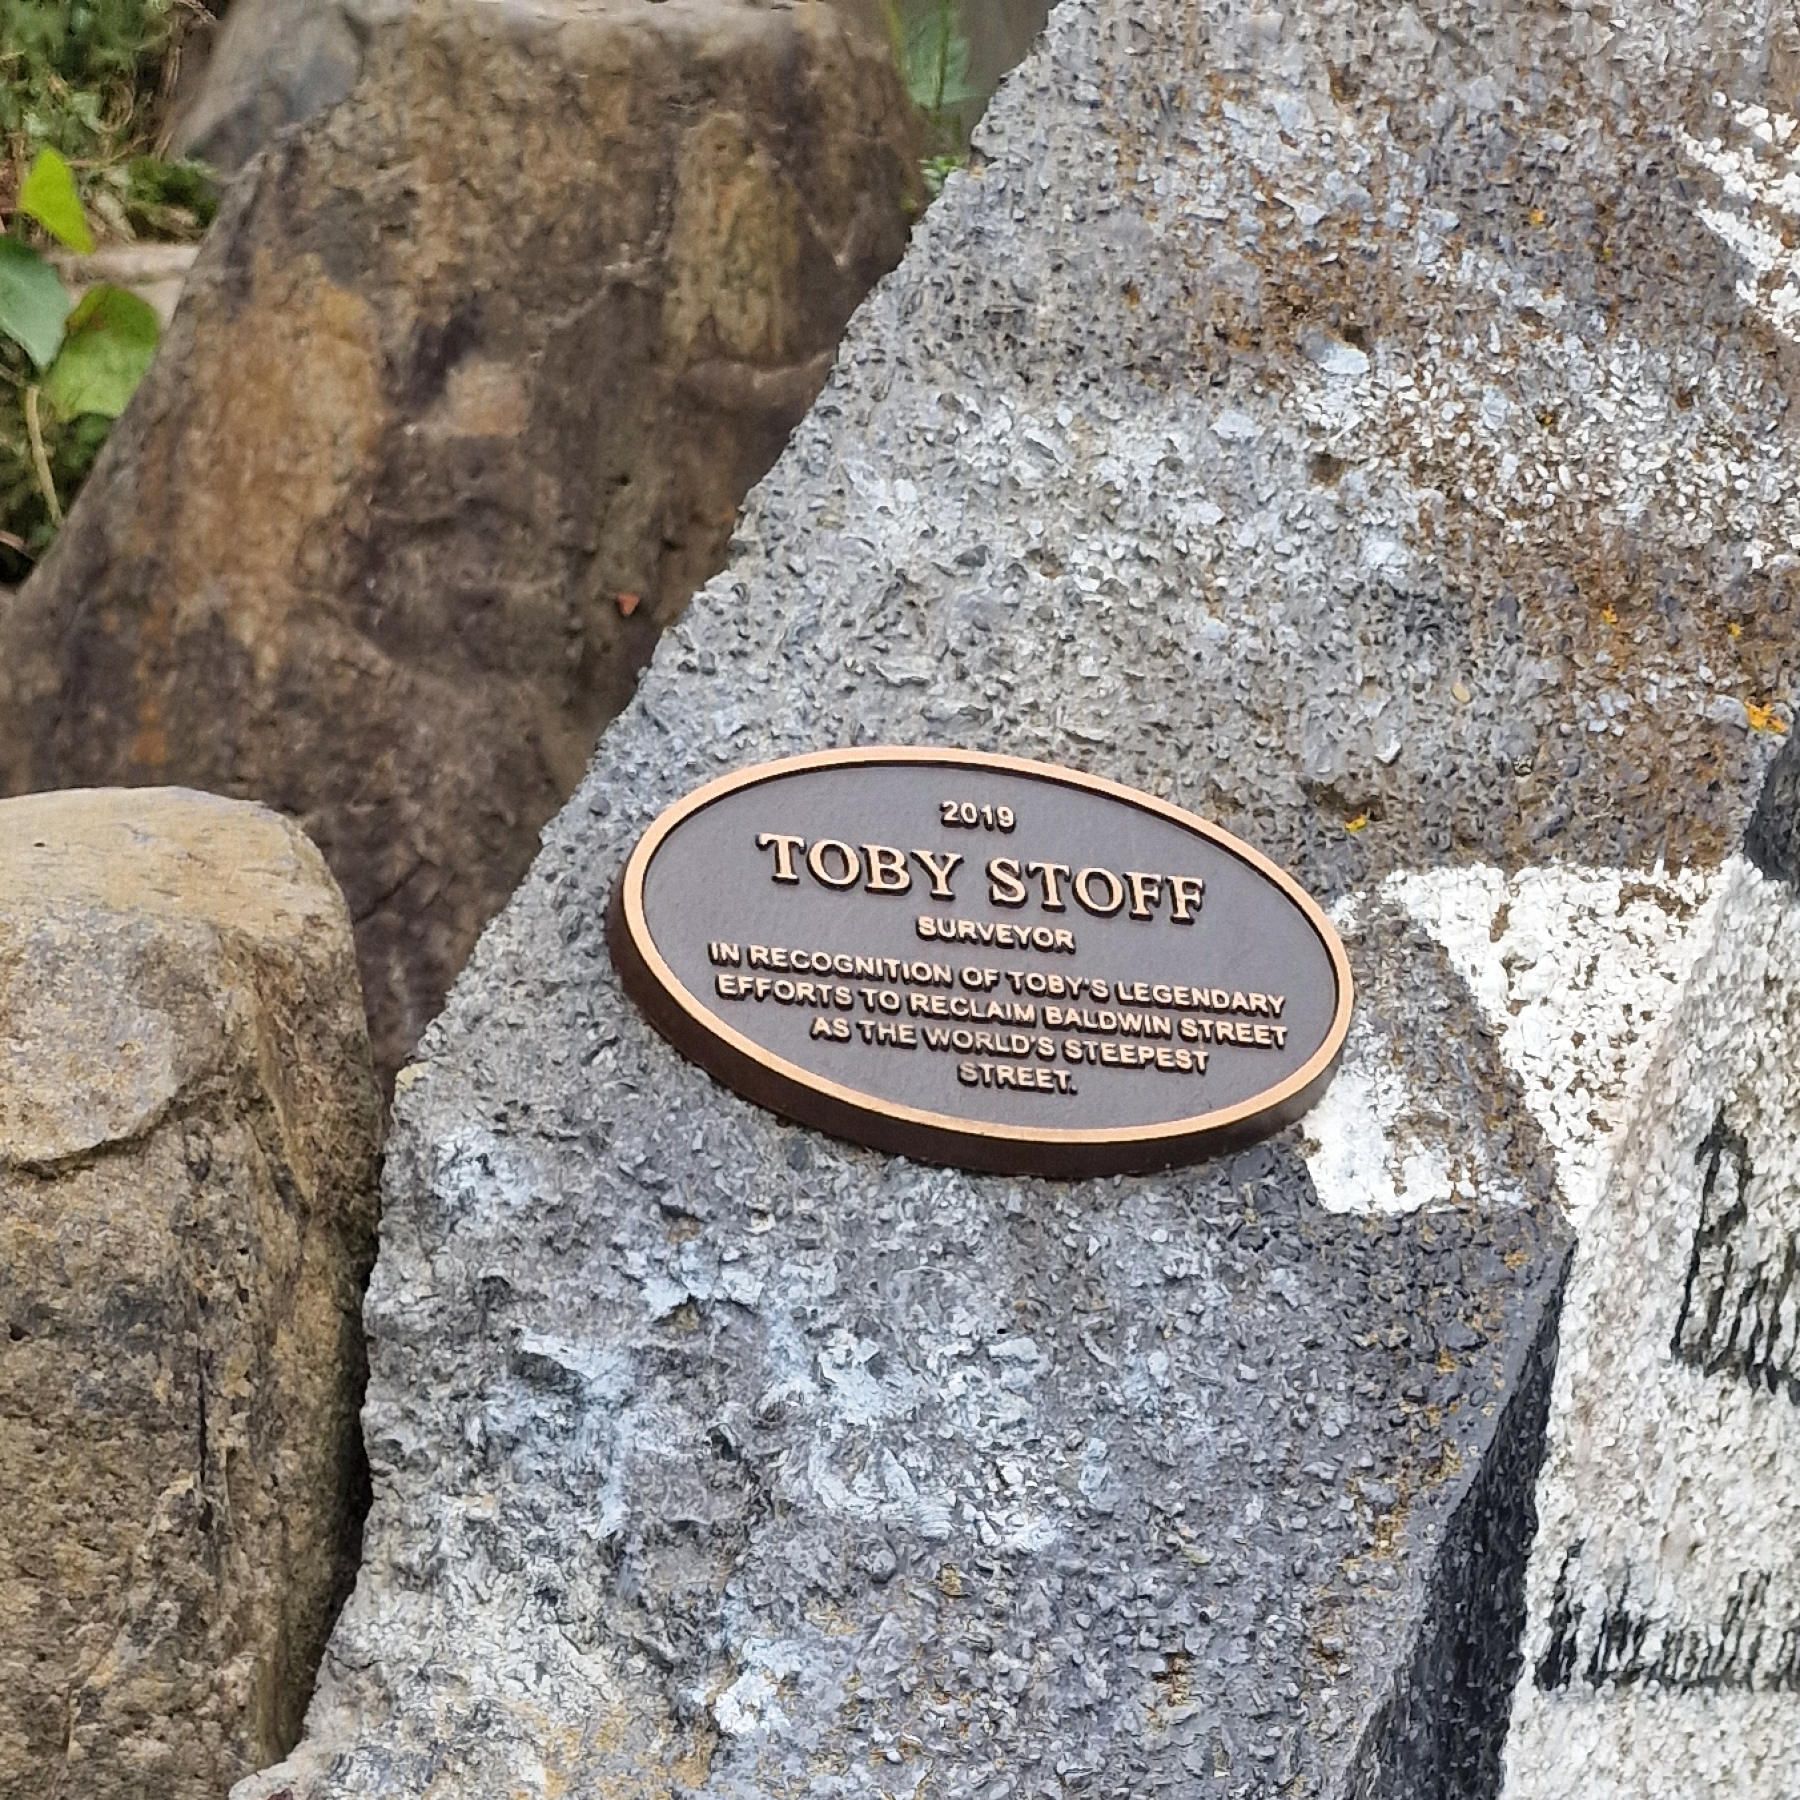 2019
TOBY STOFF
SURVEYOR
IN RECOGNITION OF TOBY'S LEGENDARY
EFFORTS TO RECLAIM BALDWIN STREET
AS THE WORLD'S STEEPEST
STREET.